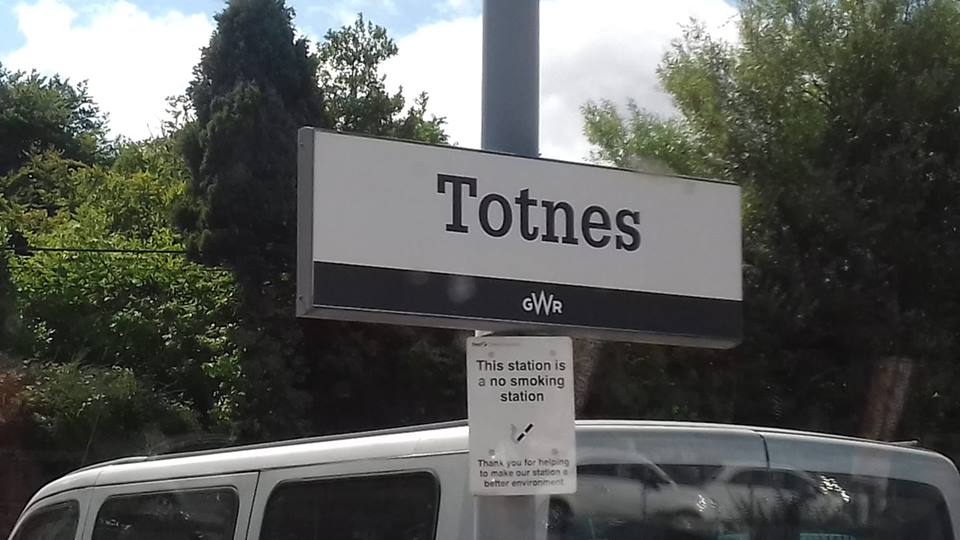 Totnes
GWR
This station is
a no smoking
station
Thank you for helping
to make our station a
better environment